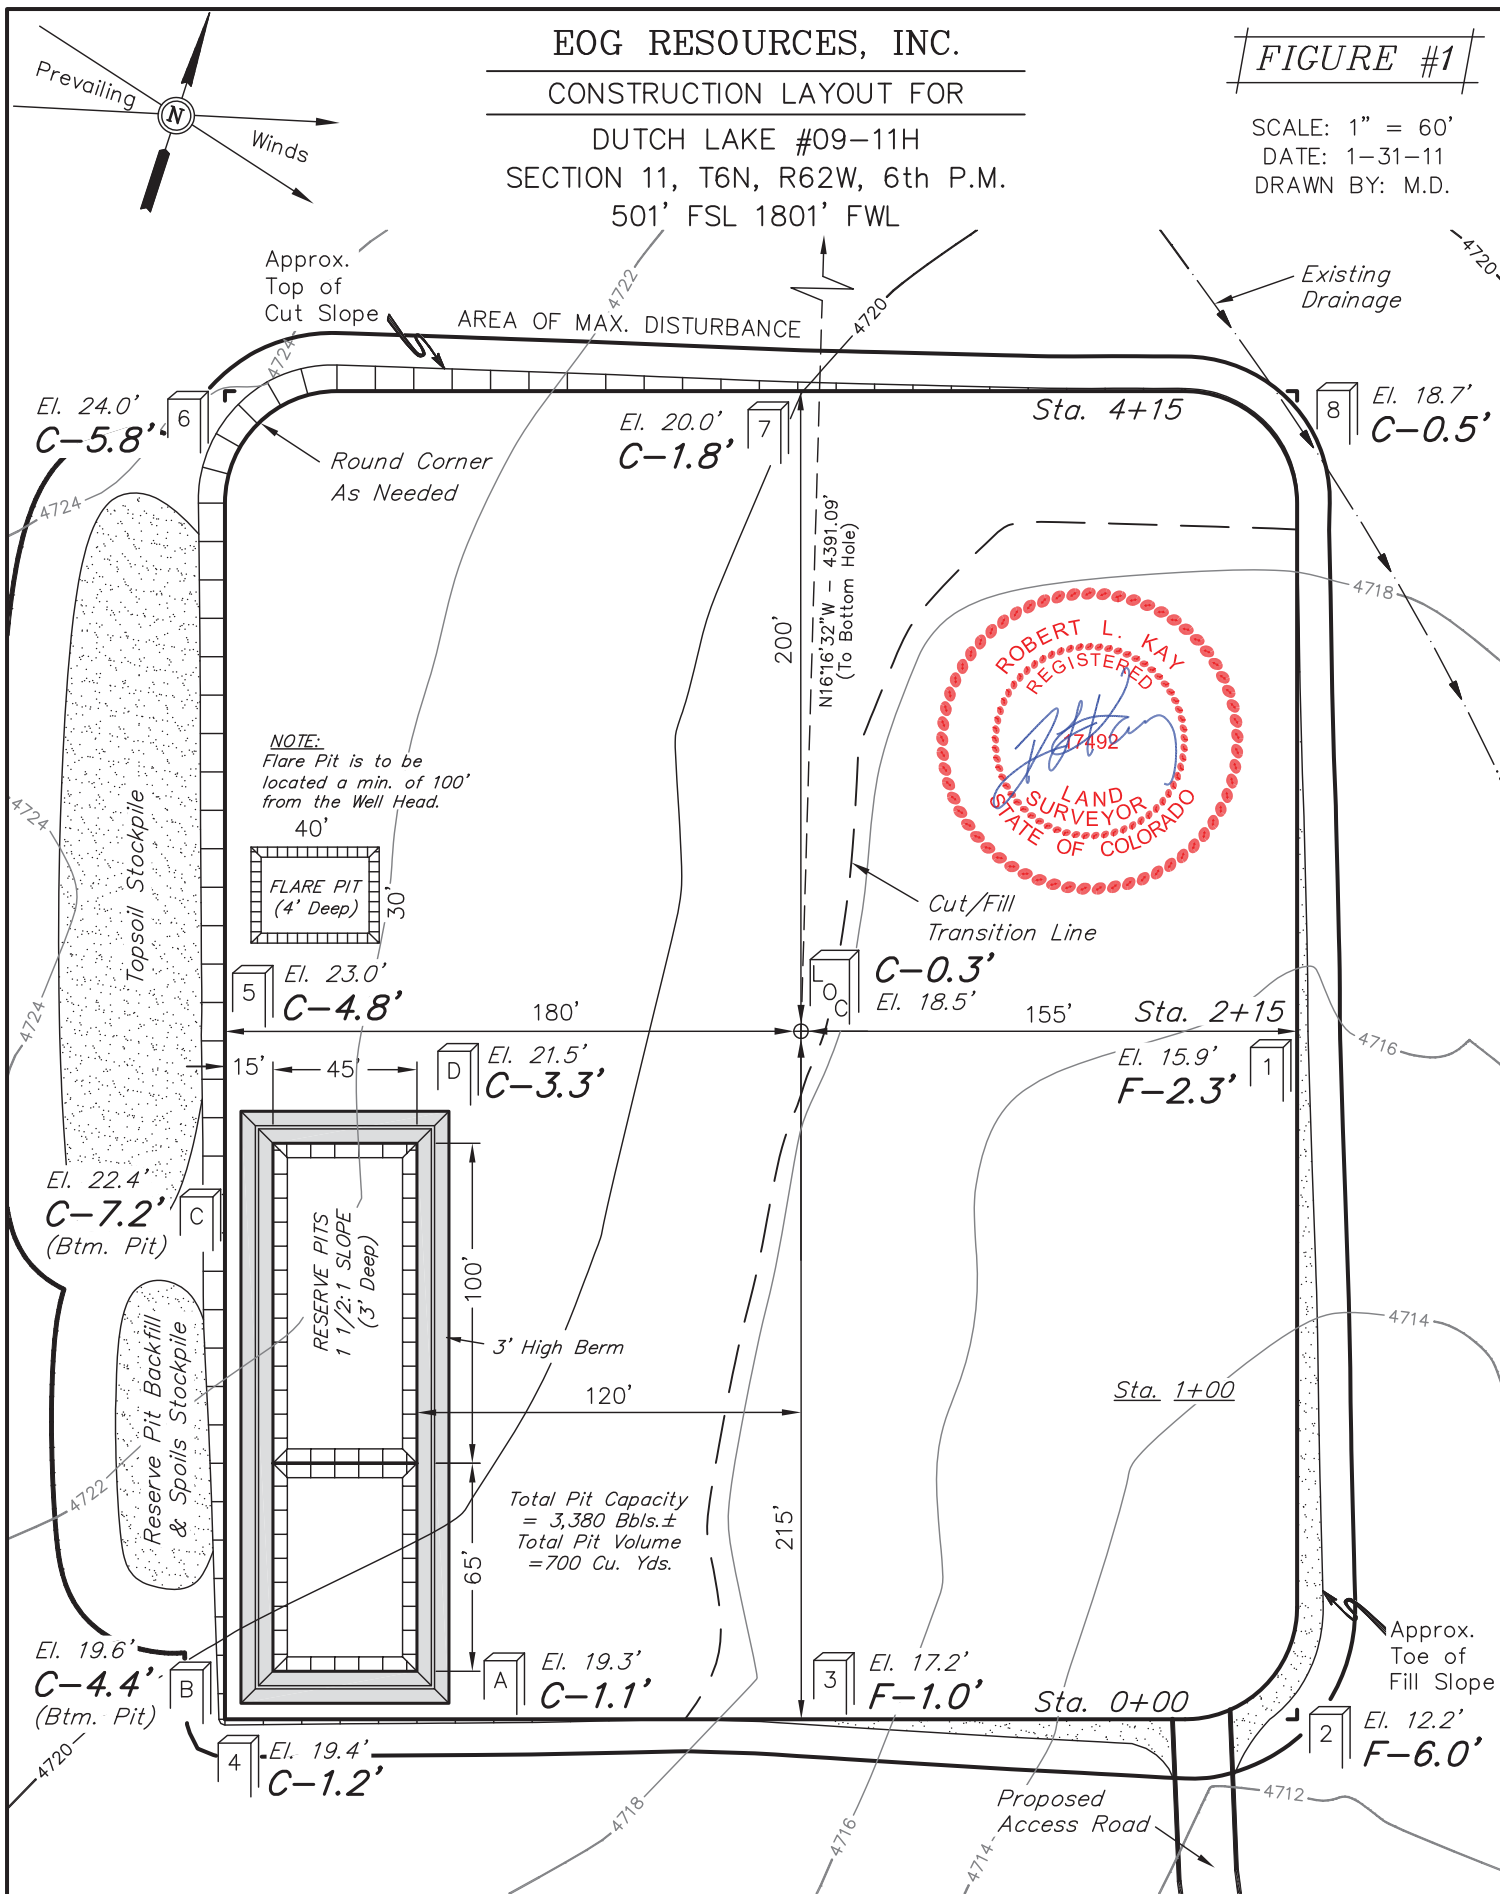 EOG RESOURCES, INC.
CONSTRUCTION LAYOUT FOR
DUTCH LAKE #09-11H
SECTION 11, T6N, R62W, 6th P.M.
501' FSL 1801' FWL
FIGURE #1
SCALE: 1" = 60'
DATE: 1-31-11
DRAWN BY: M.D.
Prevailing
N
Winds
Approx.
Top of
Cut Slope
AREA OF MAX. DISTURBANCE
4722
4720
4720
Existing
Drainage
4724
El. 24.0'
C-5.8'
6
El. 20.0'
C-1.8'
7
Sta. 4+15
8
El. 18.7'
C-0.5'
Round Corner
As Needed
4724
N16°16'32"W - 4391.09'
(To Bottom Hole)
200'
4718
ROBERT L. KAY
REGISTERED
17492
LAND
SURVEYOR
STATE OF COLORADO
NOTE:
Flare Pit is to be
located a min. of 100'
from the Well Head.
40'
FLARE PIT
(4' Deep)
30'
4724
Topsoil Stockpile
Cut/Fill
Transition Line
5
El. 23.0'
C-4.8'
LOC
C-0.3'
El. 18.5'
4724
180'
155'
Sta. 2+15
4716
15'
45'
D
El. 21.5'
C-3.3'
El. 15.9'
F-2.3'
1
El. 22.4'
C-7.2'
(Btm. Pit)
C
RESERVE PITS
1 1/2:1 SLOPE
(3' Deep)
100'
3' High Berm
4714
120'
Sta. 1+00
Reserve Pit Backfill
& Spoils Stockpile
4722
Total Pit Capacity
= 3,380 Bbls.±
Total Pit Volume
=700 Cu. Yds.
65'
215'
El. 19.6'
C-4.4'
(Btm. Pit)
B
A
El. 19.3'
C-1.1'
3
El. 17.2'
F-1.0'
Sta. 0+00
Approx.
Toe of
Fill Slope
2
El. 12.2'
F-6.0'
4720
4
El. 19.4'
C-1.2'
4718
4716
4714
4712
Proposed
Access Road